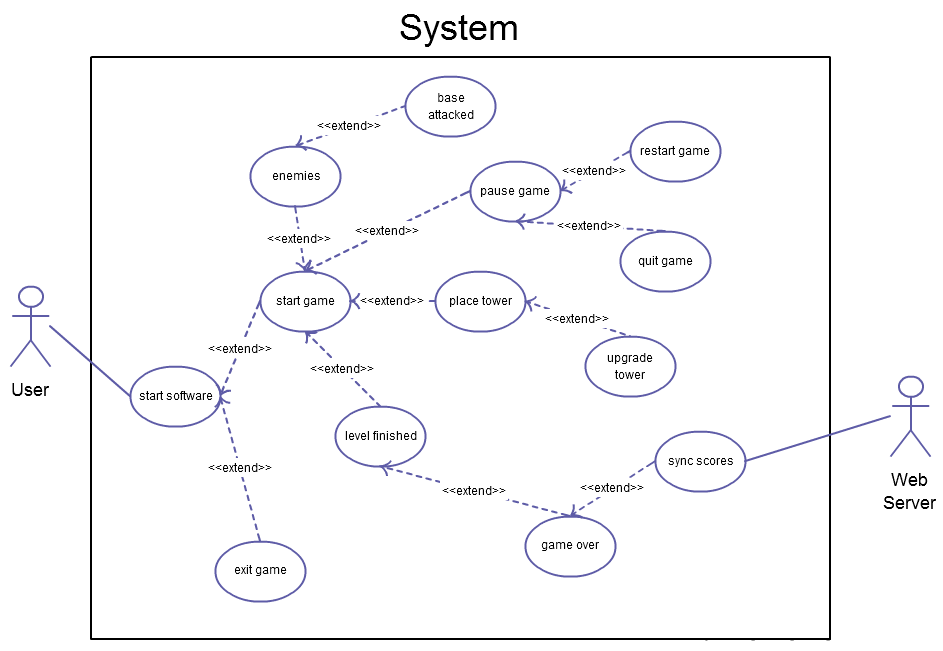 System
base
attacked
<<extend>>
restart game
<<extend>>
enemies
pause game
<<extend>>
<<extend>>
<<extend>>
quit game
start game
<<extend>>
place tower
<<extend>>
<<extend>>
upgrade
tower
<<extend>>
User
start software
level finished
sync scores
<<extend>>
<<extend>>
<<extend>>
Web
Server
game over
exit game